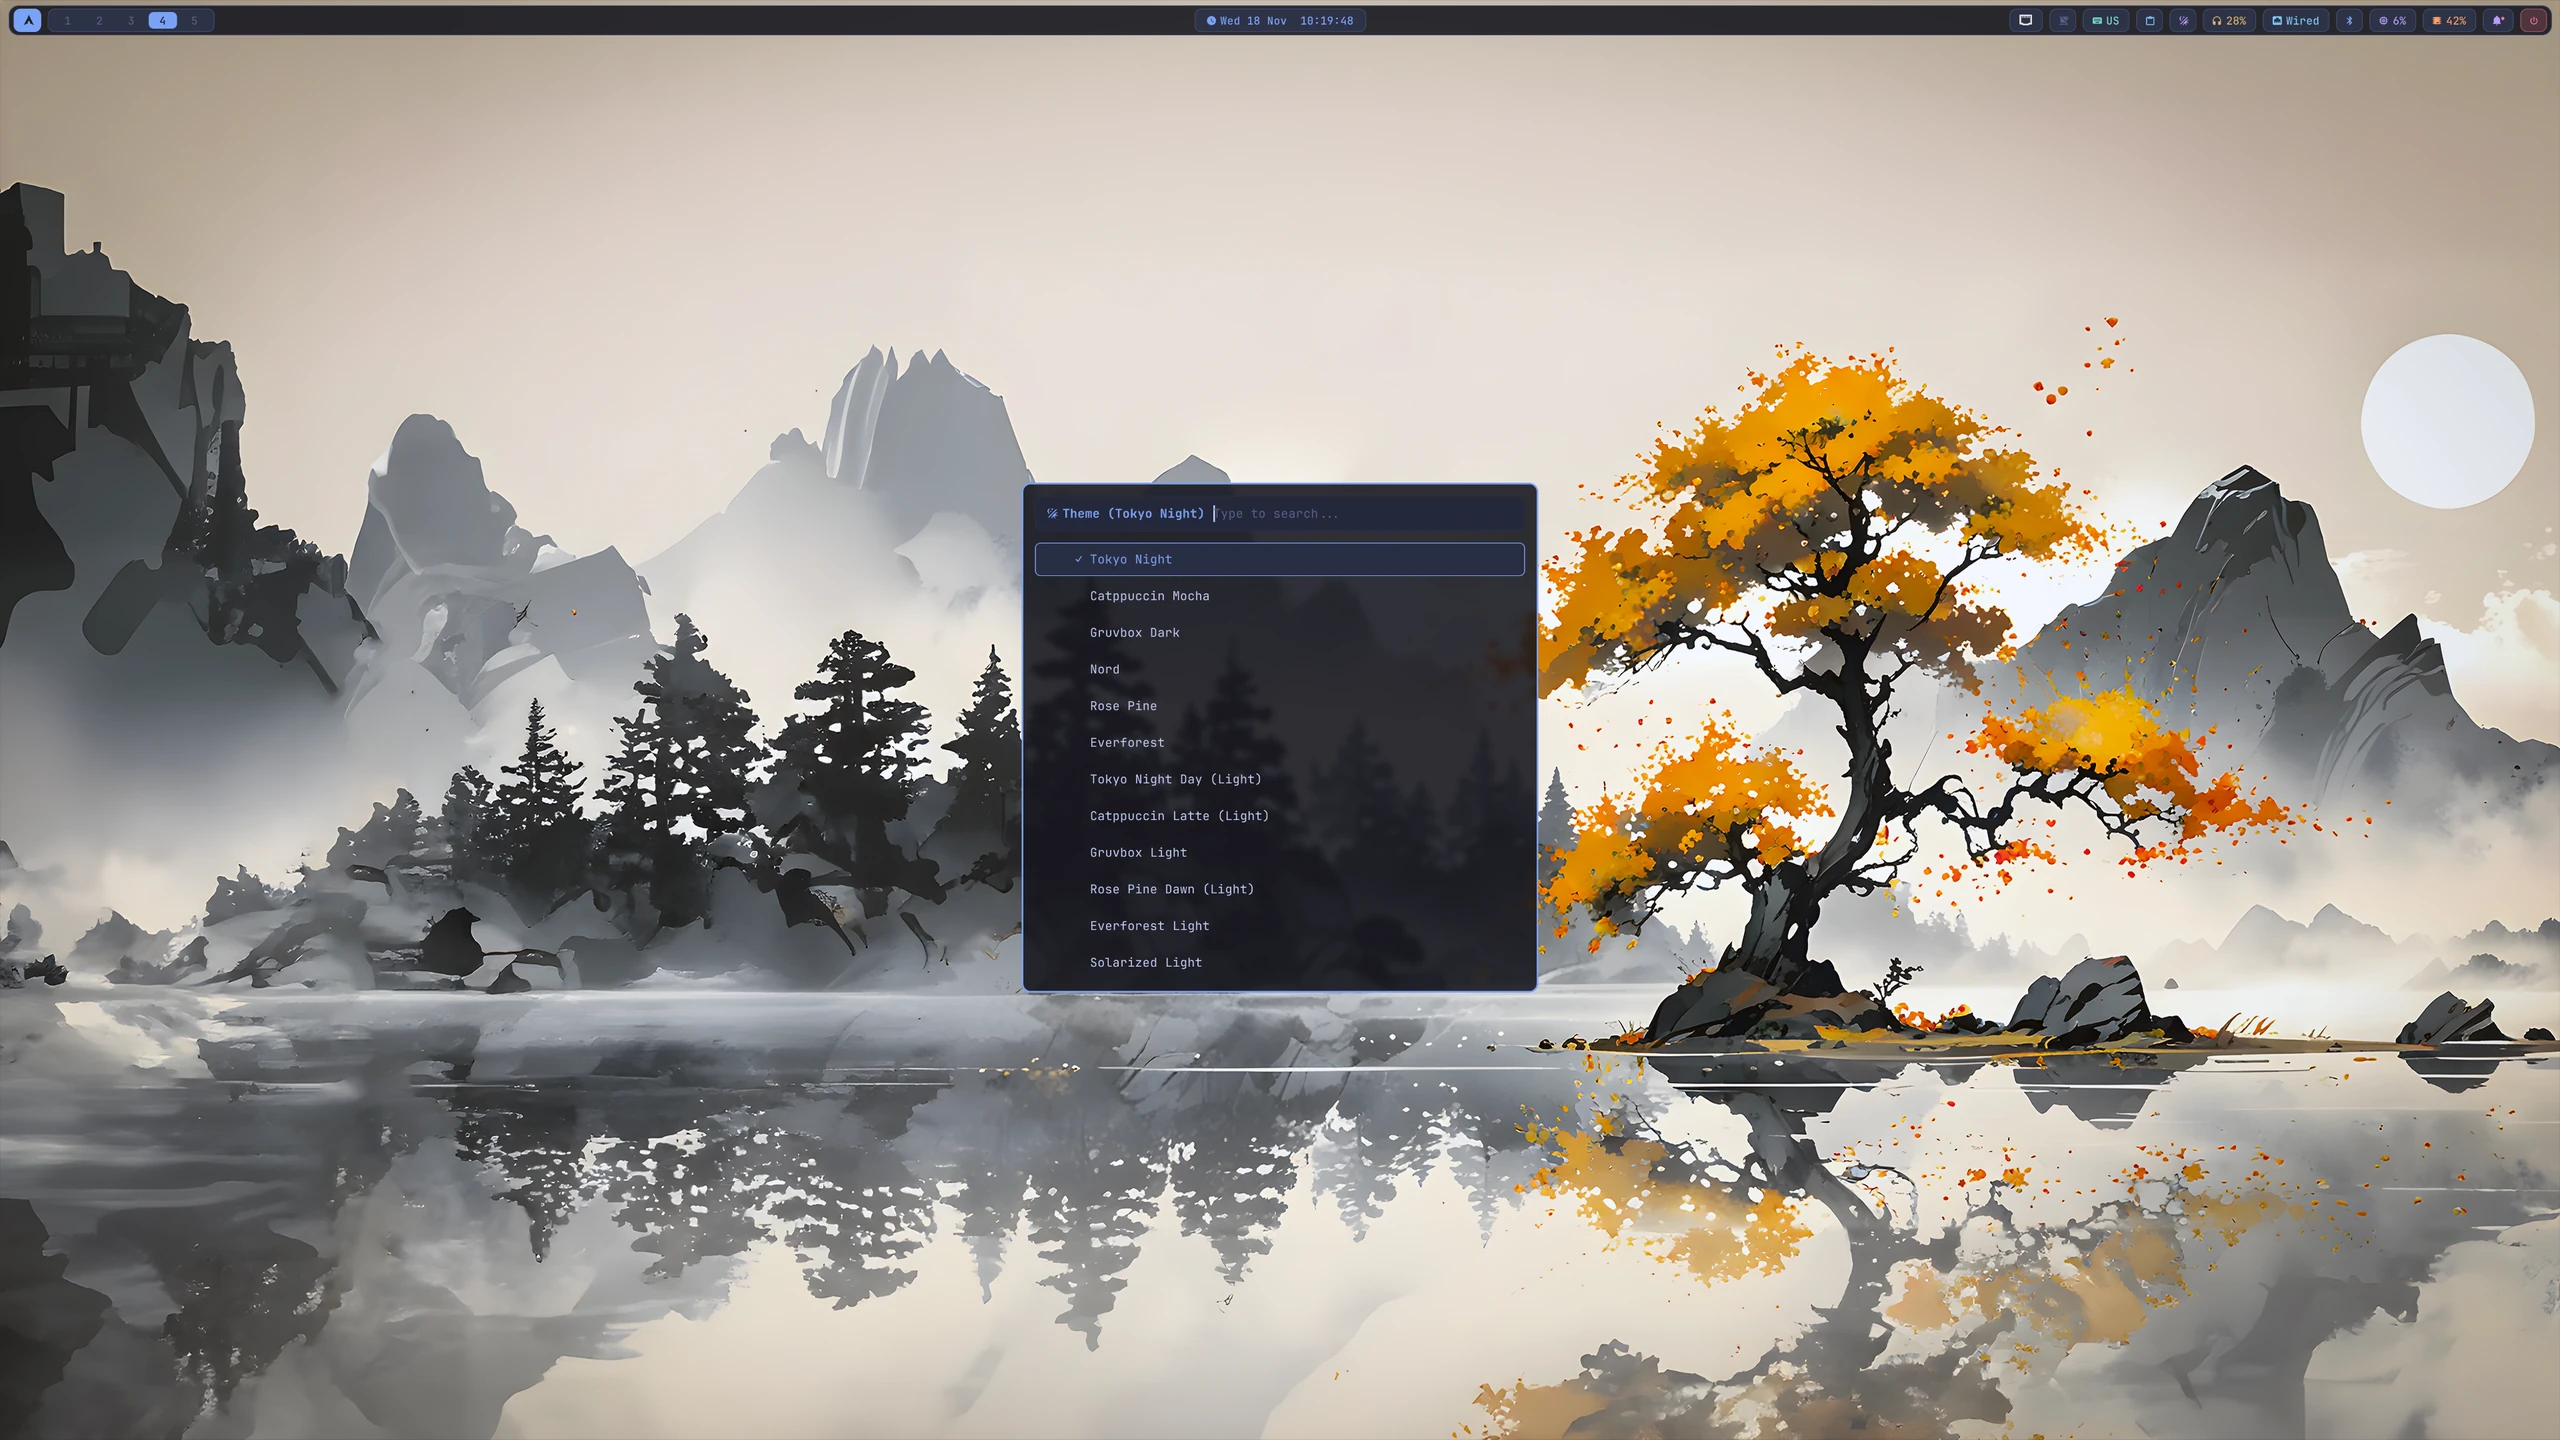 1 2 3 4 5
Wed 18 Nov 10:19:48
US 28% Wired 6% 42%
Theme (Tokyo Night) Type to search...
✓ Tokyo Night
Catppuccin Mocha
Gruvbox Dark
Nord
Rose Pine
Everforest
Tokyo Night Day (Light)
Catppuccin Latte (Light)
Gruvbox Light
Rose Pine Dawn (Light)
Everforest Light
Solarized Light